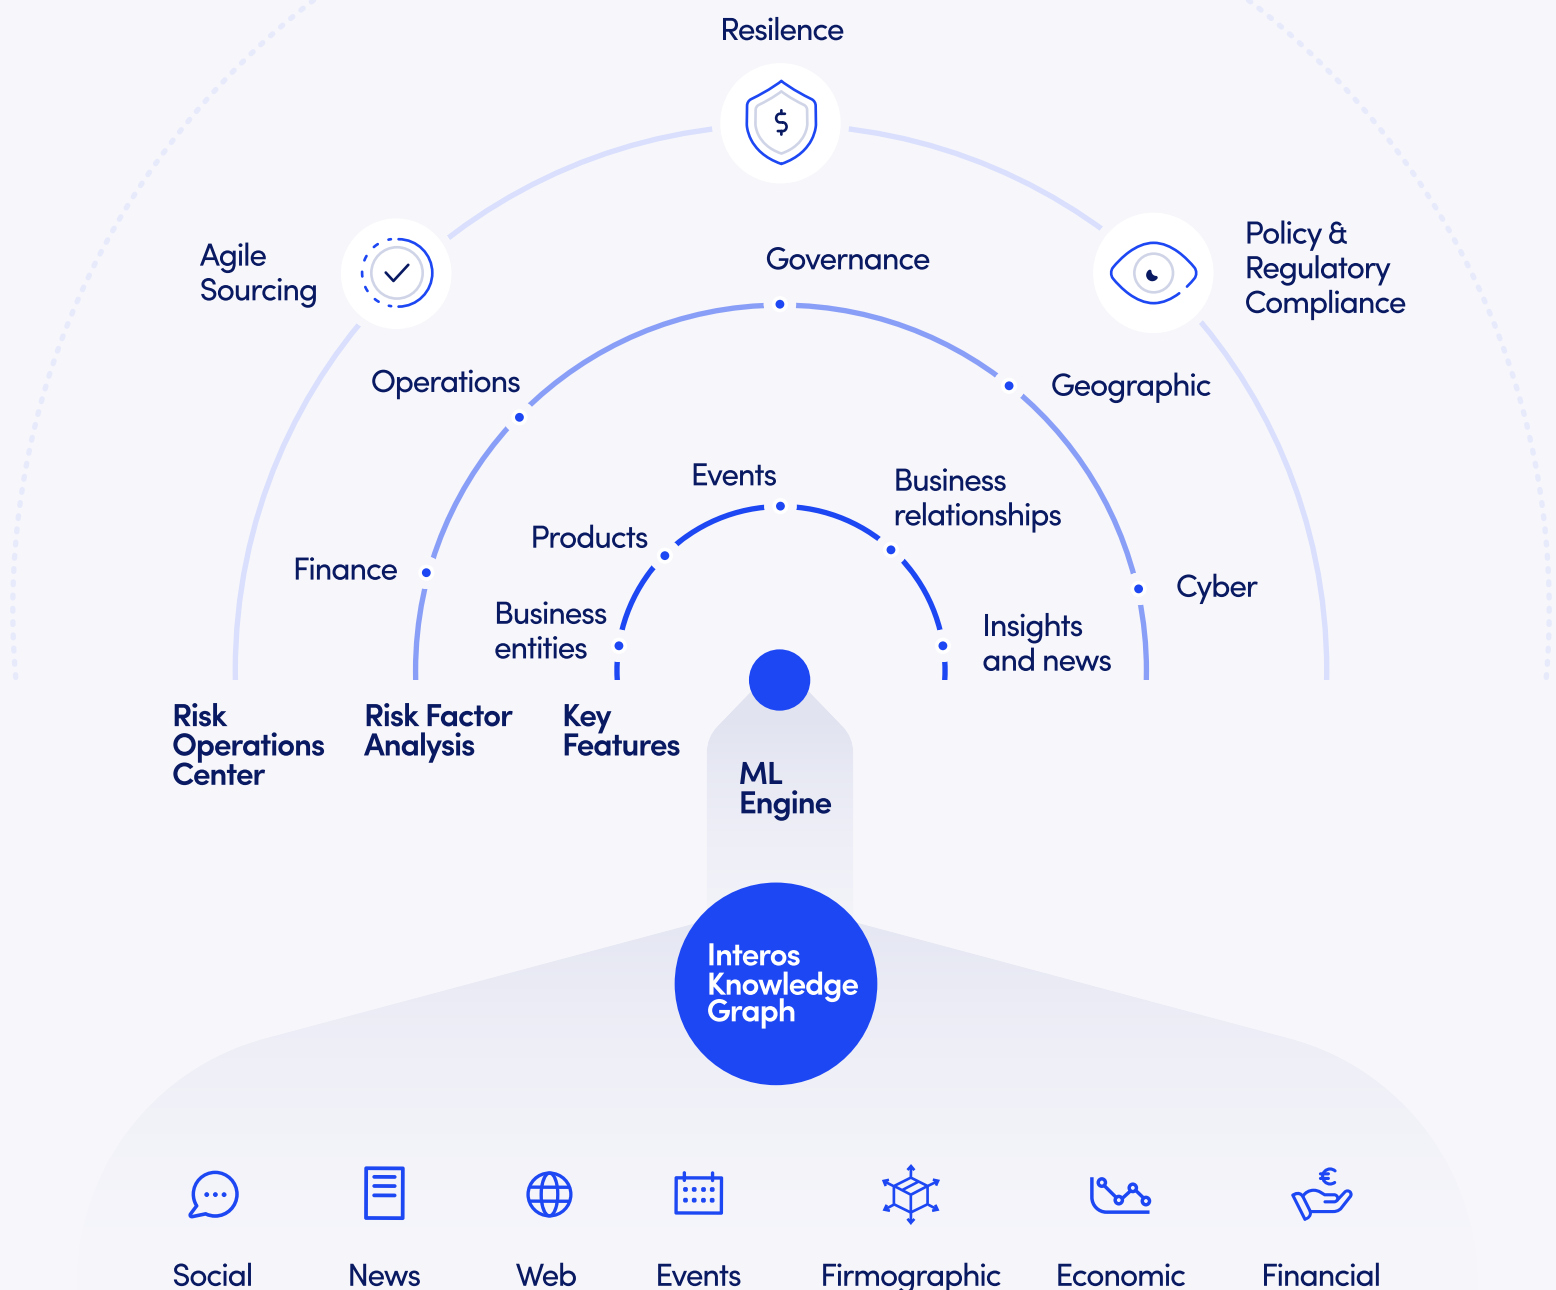 Resilence
Agile
Sourcing
Policy &
Regulatory
Compliance
Governance
Operations
Geographic
Events
Business
relationships
Products
Finance
Cyber
Business
entities
Insights
and news
Risk
Operations
Center
Risk Factor
Analysis
Key
Features
ML
Engine
Interos
Knowledge
Graph
Social
News
Web
Events
Firmographic
Economic
Financial